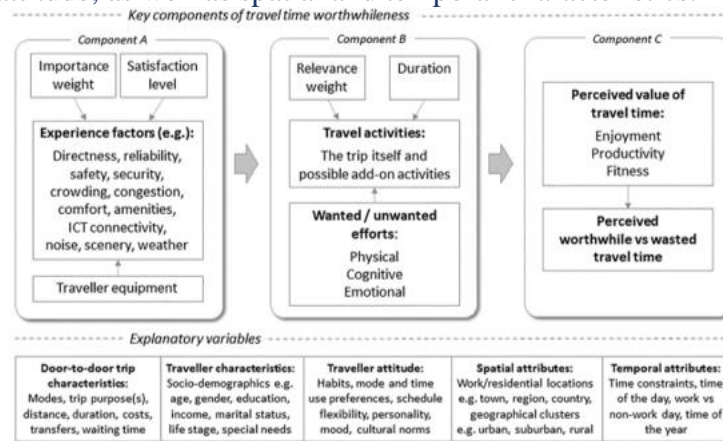 Key components of travel time worthwhileness
Component A
Importance weight
Satisfaction level
Experience factors (e.g.):
Directness, reliability,
safety, security,
crowding, congestion,
comfort, amenities,
ICT connectivity,
noise, scenery, weather
Traveller equipment
Component B
Relevance weight
Duration
Travel activities:
The trip itself and
possible add-on activities
Wanted / unwanted
efforts:
Physical
Cognitive
Emotional
Component C
Perceived value of
travel time:
Enjoyment
Productivity
Fitness
Perceived
worthwhile vs wasted
travel time
Explanatory variables
Door-to-door trip
characteristics:
Modes, trip purpose(s),
distance, duration, costs,
transfers, waiting time
Traveller characteristics:
Socio-demographics e.g.
age, gender, education,
income, marital status,
life stage, special needs
Traveller attitude:
Habits, mode and time
use preferences, schedule
flexibility, personality,
mood, cultural norms
Spatial attributes:
Work/residential locations
e.g. town, region, country,
geographical clusters
e.g. urban, suburban, rural
Temporal attributes:
Time constraints, time
of the day, work vs
non-work day, time of
the year